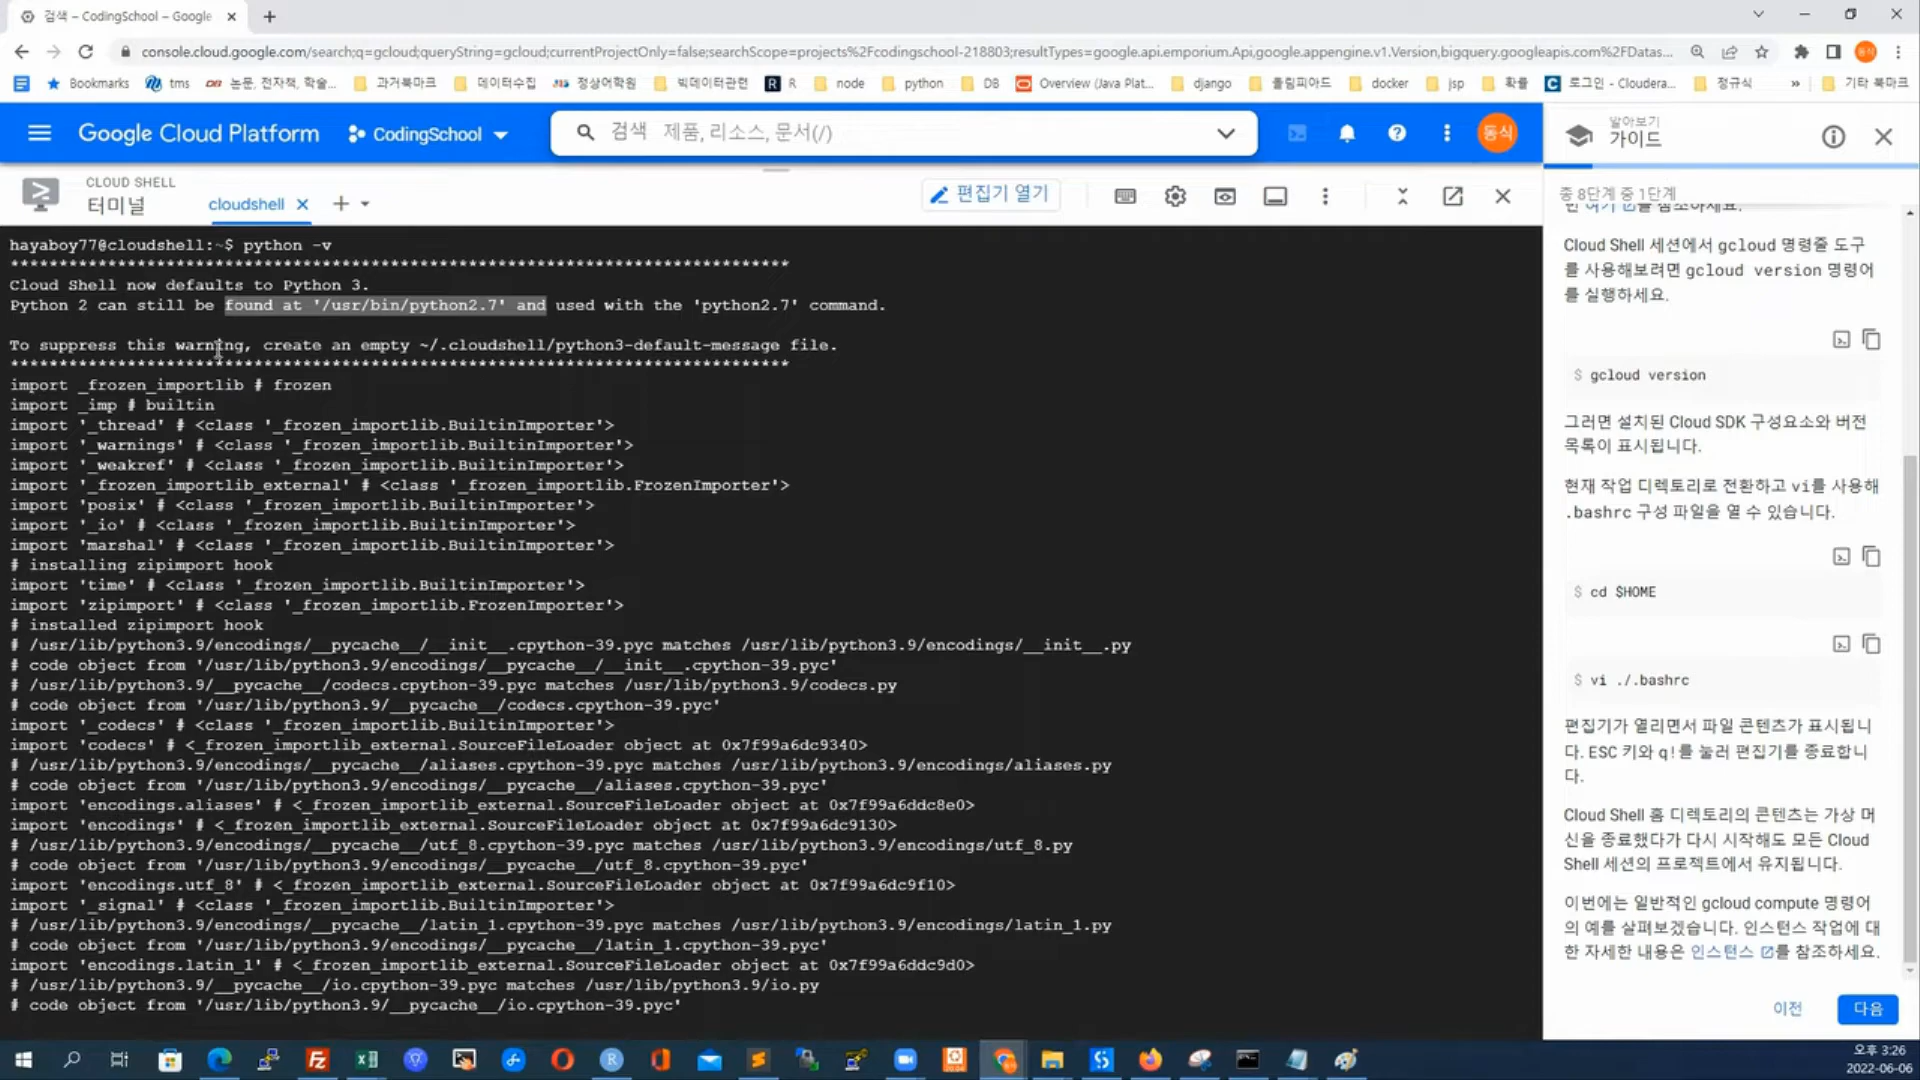 검색 – CodingSchool – Google
console.cloud.google.com/search;q=gcloud;queryString=gcloud;currentProjectOnly=false;searchScope=projects%2Fcodingschool-218803;resultTypes=google.api.emporium.Api,google.appengine.v1.Version,bigquery.googleapis.com%2FDatas...
Bookmarks tms 논문, 전자책, 학술... 과거북마크 데이터수집 정상어학원 빅데이터관련 R node python DB Overview (Java Plat... django 올림피아드 docker jsp 확률 로그인 - Cloudera... 정규식 » 기타 북마크
Google Cloud Platform CodingSchool 검색 제품, 리소스, 문서(/) 동식
CLOUD SHELL
터미널 cloudshell 편집기 열기
hayaboy77@cloudshell:~$ python -v
********************************************************************************
Cloud Shell now defaults to Python 3.
Python 2 can still be found at '/usr/bin/python2.7' and used with the 'python2.7' command.
To suppress this warning, create an empty ~/.cloudshell/python3-default-message file.
********************************************************************************
import _frozen_importlib # frozen
import _imp # builtin
import '_thread' # <class '_frozen_importlib.BuiltinImporter'>
import '_warnings' # <class '_frozen_importlib.BuiltinImporter'>
import '_weakref' # <class '_frozen_importlib.BuiltinImporter'>
import '_frozen_importlib_external' # <class '_frozen_importlib.FrozenImporter'>
import 'posix' # <class '_frozen_importlib.BuiltinImporter'>
import '_io' # <class '_frozen_importlib.BuiltinImporter'>
import 'marshal' # <class '_frozen_importlib.BuiltinImporter'>
# installing zipimport hook
import 'time' # <class '_frozen_importlib.BuiltinImporter'>
import 'zipimport' # <class '_frozen_importlib.FrozenImporter'>
# installed zipimport hook
# /usr/lib/python3.9/encodings/__pycache__/__init__.cpython-39.pyc matches /usr/lib/python3.9/encodings/__init__.py
# code object from '/usr/lib/python3.9/encodings/__pycache__/__init__.cpython-39.pyc'
# /usr/lib/python3.9/__pycache__/codecs.cpython-39.pyc matches /usr/lib/python3.9/codecs.py
# code object from '/usr/lib/python3.9/__pycache__/codecs.cpython-39.pyc'
import '_codecs' # <class '_frozen_importlib.BuiltinImporter'>
import 'codecs' # <_frozen_importlib_external.SourceFileLoader object at 0x7f99a6dc9340>
# /usr/lib/python3.9/encodings/__pycache__/aliases.cpython-39.pyc matches /usr/lib/python3.9/encodings/aliases.py
# code object from '/usr/lib/python3.9/encodings/__pycache__/aliases.cpython-39.pyc'
import 'encodings.aliases' # <_frozen_importlib_external.SourceFileLoader object at 0x7f99a6ddc8e0>
import 'encodings' # <_frozen_importlib_external.SourceFileLoader object at 0x7f99a6dc9130>
# /usr/lib/python3.9/encodings/__pycache__/utf_8.cpython-39.pyc matches /usr/lib/python3.9/encodings/utf_8.py
# code object from '/usr/lib/python3.9/encodings/__pycache__/utf_8.cpython-39.pyc'
import 'encodings.utf_8' # <_frozen_importlib_external.SourceFileLoader object at 0x7f99a6dc9f10>
import '_signal' # <class '_frozen_importlib.BuiltinImporter'>
# /usr/lib/python3.9/encodings/__pycache__/latin_1.cpython-39.pyc matches /usr/lib/python3.9/encodings/latin_1.py
# code object from '/usr/lib/python3.9/encodings/__pycache__/latin_1.cpython-39.pyc'
import 'encodings.latin_1' # <_frozen_importlib_external.SourceFileLoader object at 0x7f99a6ddc9d0>
# /usr/lib/python3.9/__pycache__/io.cpython-39.pyc matches /usr/lib/python3.9/io.py
# code object from '/usr/lib/python3.9/__pycache__/io.cpython-39.pyc'
알아보기
가이드
총 8단계 중 1단계
Cloud Shell 세션에서 gcloud 명령줄 도구
를 사용해보려면 gcloud version 명령어
를 실행하세요.
$ gcloud version
그러면 설치된 Cloud SDK 구성요소와 버전
목록이 표시됩니다.
현재 작업 디렉토리로 전환하고 vi를 사용해
.bashrc 구성 파일을 열 수 있습니다.
$ cd $HOME
$ vi ./.bashrc
편집기가 열리면서 파일 콘텐츠가 표시됩니
다. ESC 키와 q!를 눌러 편집기를 종료합니
다.
Cloud Shell 홈 디렉토리의 콘텐츠는 가상 머
신을 종료했다가 다시 시작해도 모든 Cloud
Shell 세션의 프로젝트에서 유지됩니다.
이번에는 일반적인 gcloud compute 명령어
의 예를 살펴보겠습니다. 인스턴스 작업에 대
한 자세한 내용은 인스턴스 를 참조하세요.
이전 다음
오후 3:26
2022-06-06